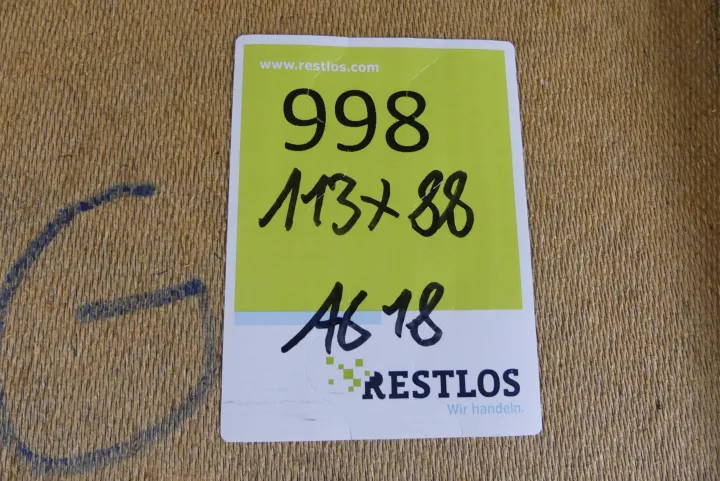 www.restlos.com
998
113x88
A6 18
G
RESTLOS
Wir handeln.